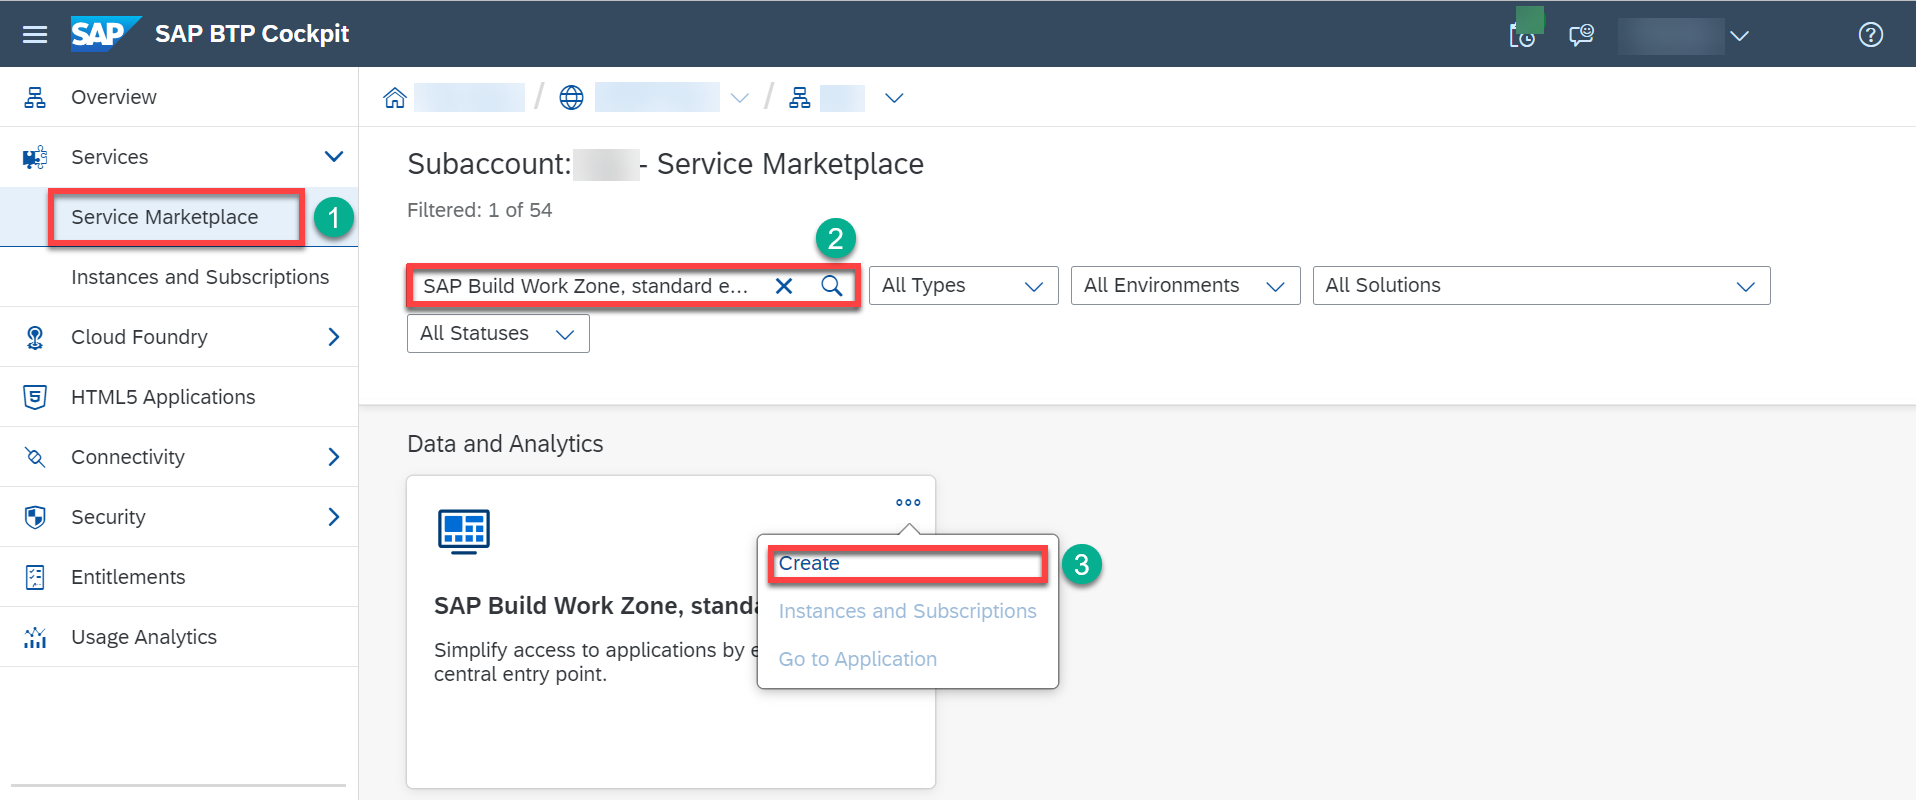 SAP SAP BTP Cockpit
Overview
Services
Service Marketplace
1
Instances and Subscriptions
Cloud Foundry
HTML5 Applications
Connectivity
Security
Entitlements
Usage Analytics
Subaccount: - Service Marketplace
Filtered: 1 of 54
2
SAP Build Work Zone, standard e...
All Types
All Environments
All Solutions
All Statuses
Data and Analytics
SAP Build Work Zone,
Simplify access to applications by
central entry point.
Create
3
Instances and Subscriptions
Go to Application